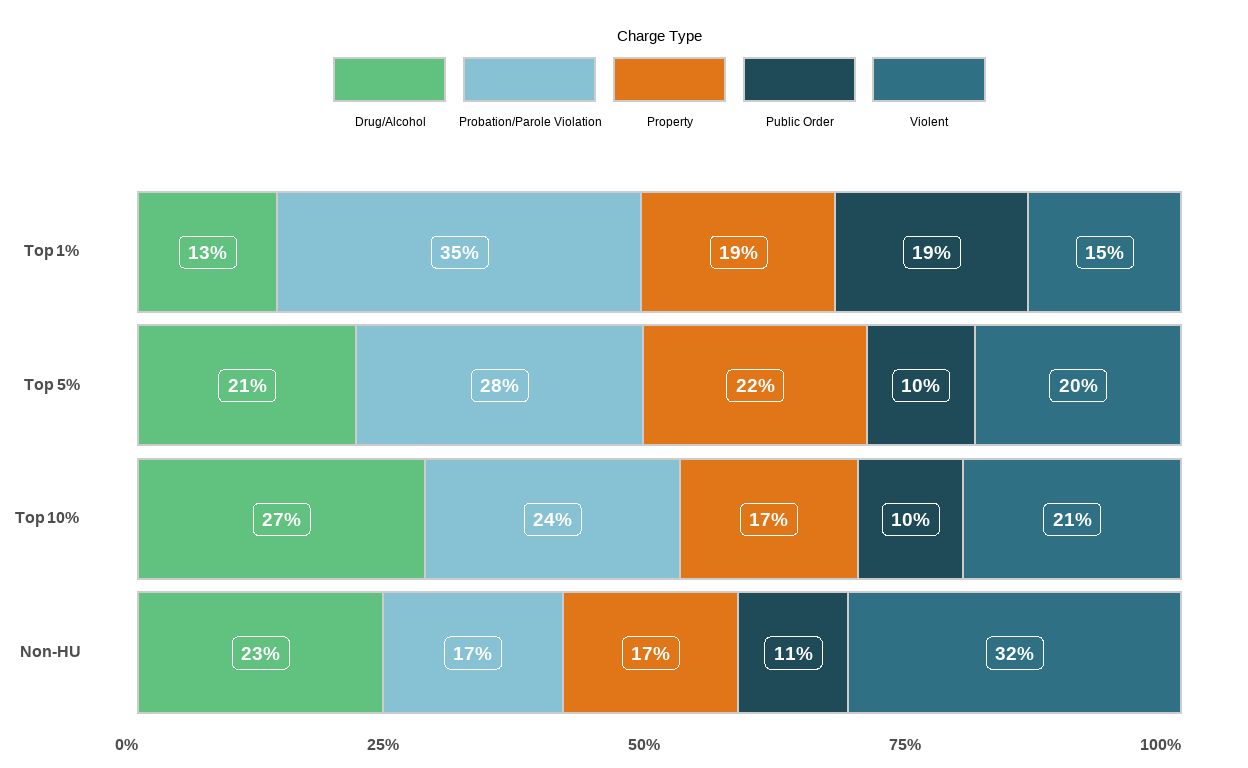 Charge Type
Drug/Alcohol Probation/Parole Violation Property Public Order Violent
Top 1% 13% 35% 19% 19% 15%
Top 5% 21% 28% 22% 10% 20%
Top 10% 27% 24% 17% 10% 21%
Non-HU 23% 17% 17% 11% 32%
0% 25% 50% 75% 100%